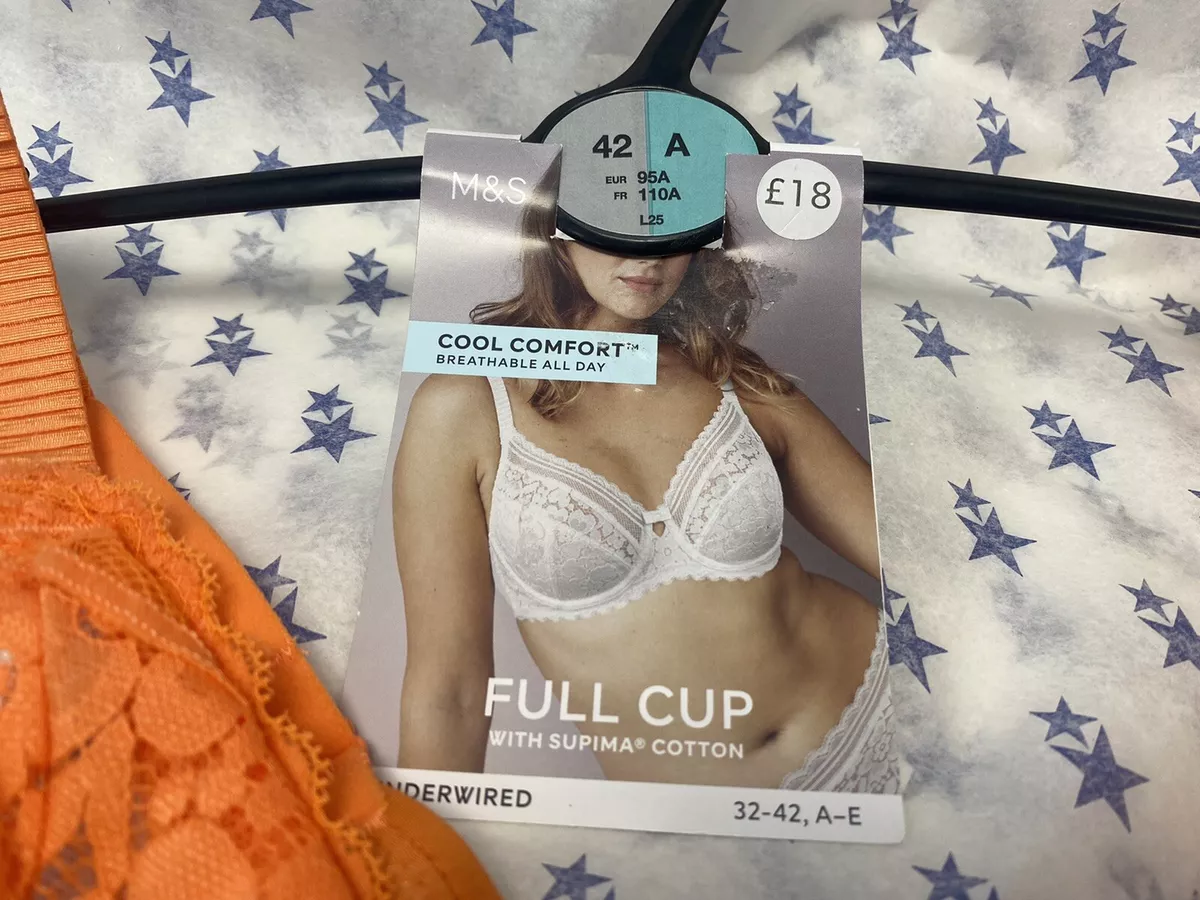 42 A
EUR 95A
FR 110A
L25
M&S
£18
COOL COMFORT™
BREATHABLE ALL DAY
FULL CUP
WITH SUPIMA® COTTON
NDERWIRED
32-42, A-E